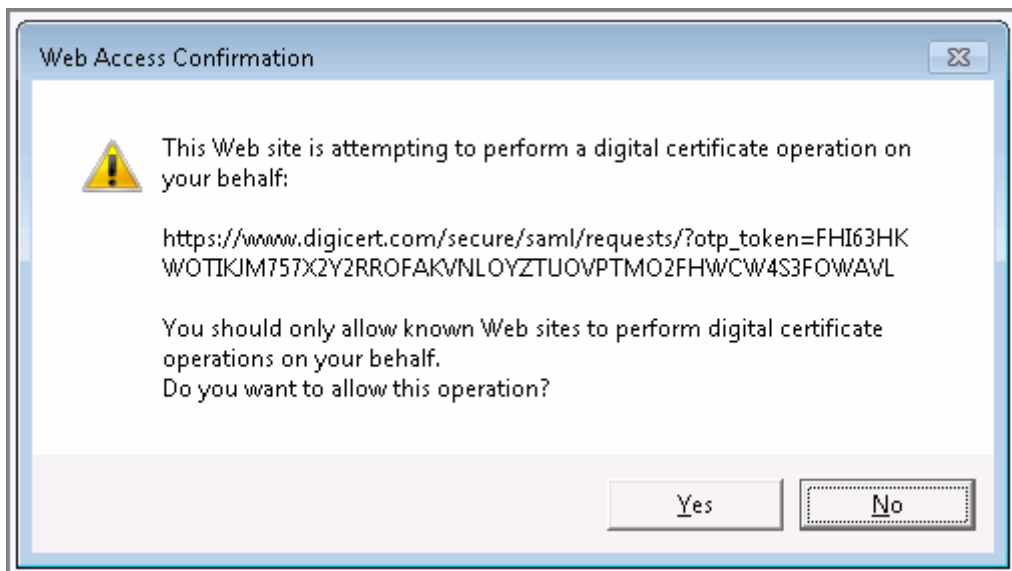 Web Access Confirmation
This Web site is attempting to perform a digital certificate operation on
your behalf:
https://www.digicert.com/secure/saml/requests/?otp_token=FHI63HK
WOTIKJM757X2Y2RROFAKVNLOYZTUOVPTMO2FHWCW4S3FOWAVL
You should only allow known Web sites to perform digital certificate
operations on your behalf.
Do you want to allow this operation?
Yes
No